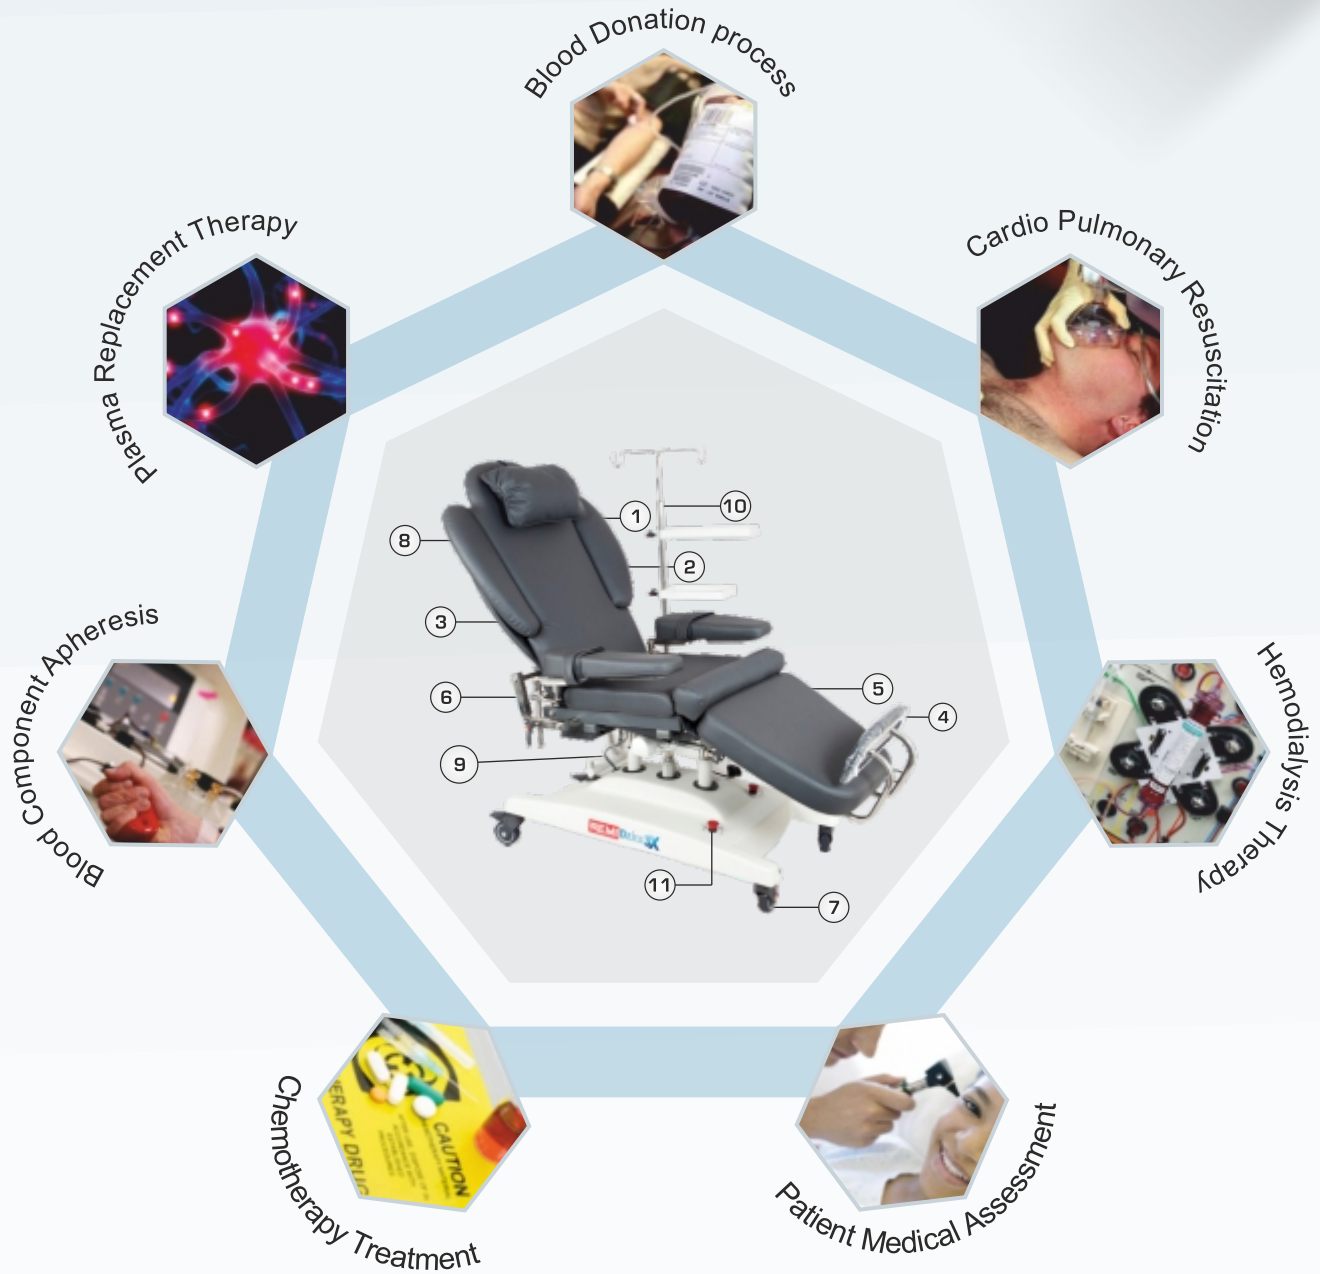 Blood Donation process
Plasma Replacement Therapy
Cardio Pulmonary Resuscitation
10
1
8
2
3
Blood Component Apheresis
Hemodialysis Therapy
6
5
4
9
REMI
11
7
Chemotherapy Treatment
CAUTION
Patient Medical Assessment